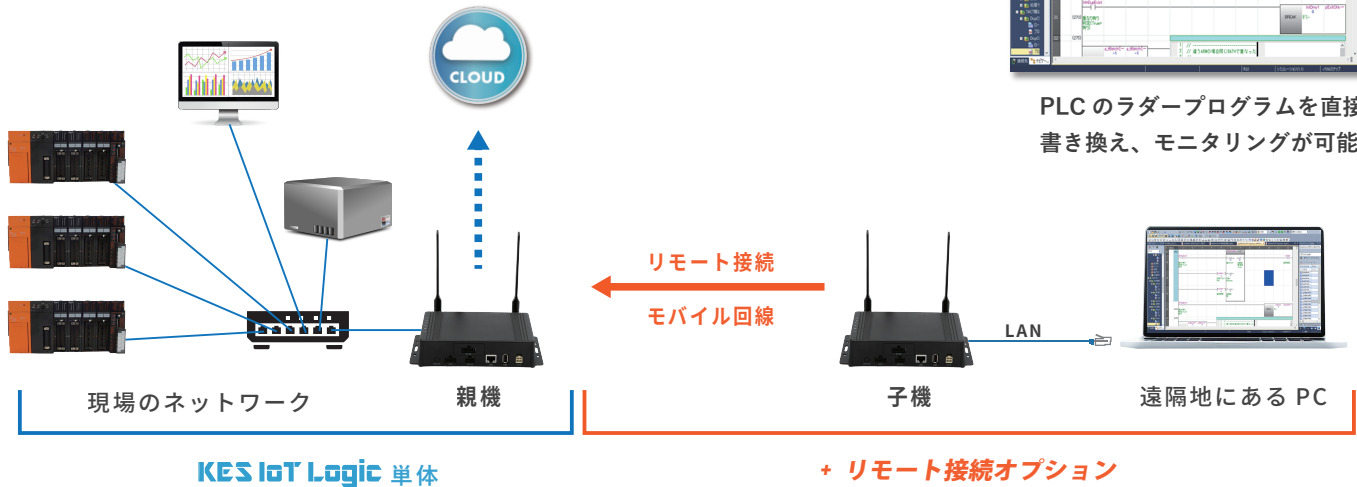 CLOUD
PLC のラダープログラムを直接
書き換え、モニタリングが可能
リモート接続
モバイル回線
LAN
現場のネットワーク
親機
子機
遠隔地にある PC
KES IoT Logic 単体
+ リモート接続オプション